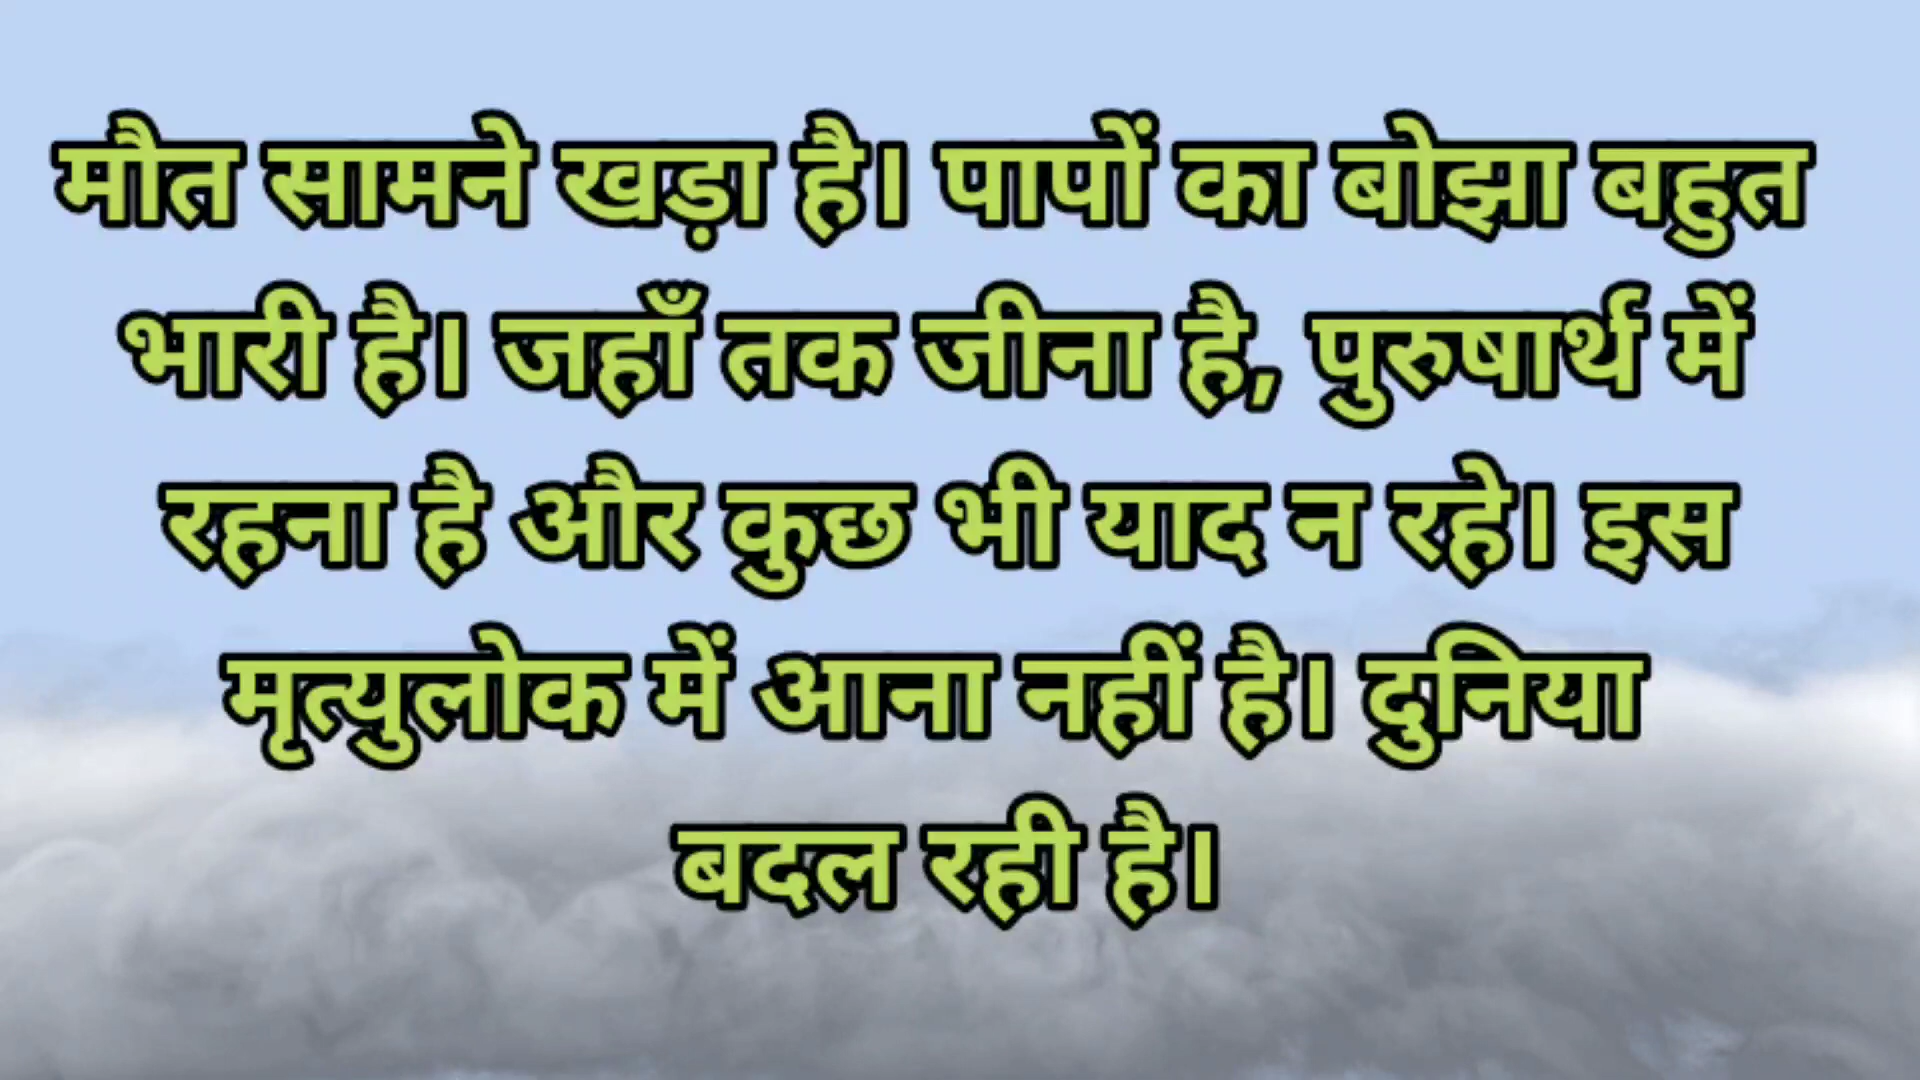 मौत सामने खड़ा है। पापों का बोझा बहुत
भारी है। जहाँ तक जीना है, पुरुषार्थ में
रहना है और कुछ भी याद न रहे। इस
मृत्युलोक में आना नहीं है। दुनिया
बदल रही है।